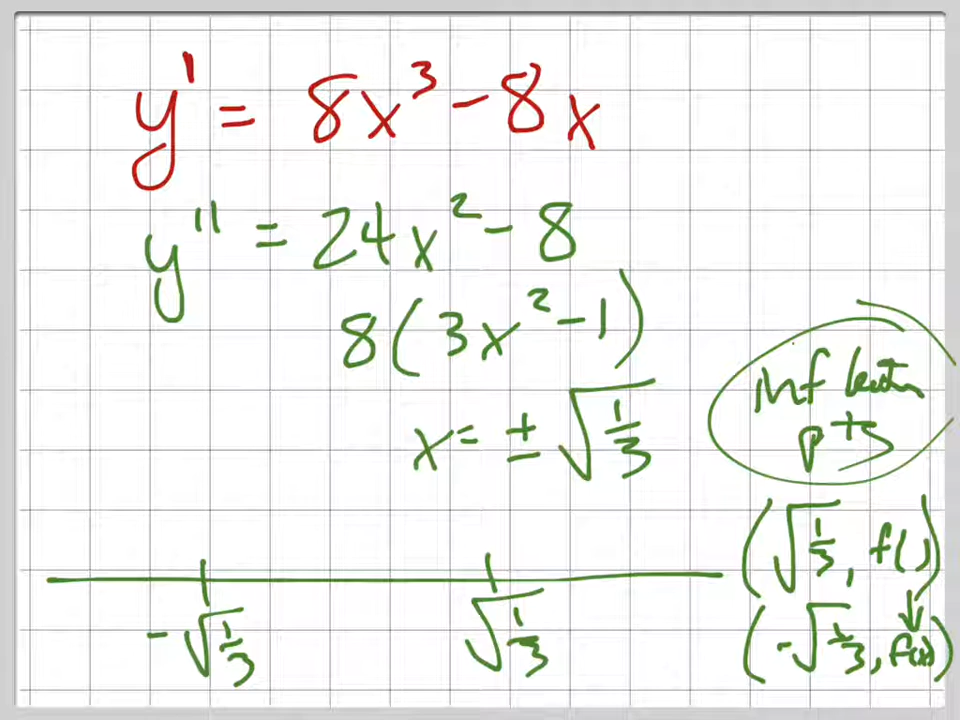 y' = 8x³ - 8x
y'' = 24x² - 8
8(3x² - 1)
x = ± √(1/3)
Inflection
pts
(√(1/3), f( ))
(-√(1/3), f(x))
-√(1/3) √(1/3)